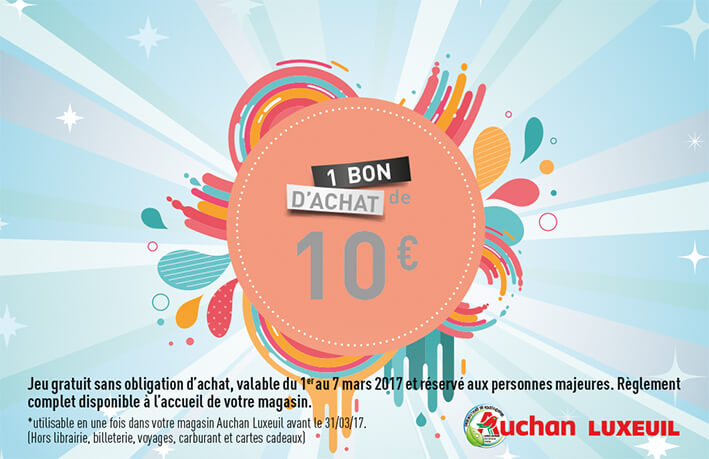 1 BON
D'ACHAT de
10€
Jeu gratuit sans obligation d'achat, valable du 1er au 7 mars 2017 et réservé aux personnes majeures. Règlement
complet disponible à l'accueil de votre magasin.
*utilisable en une fois dans votre magasin Auchan Luxeuil avant le 31/03/17.
(Hors librairie, billeterie, voyages, carburant et cartes cadeaux)
Auchan LUXEUIL